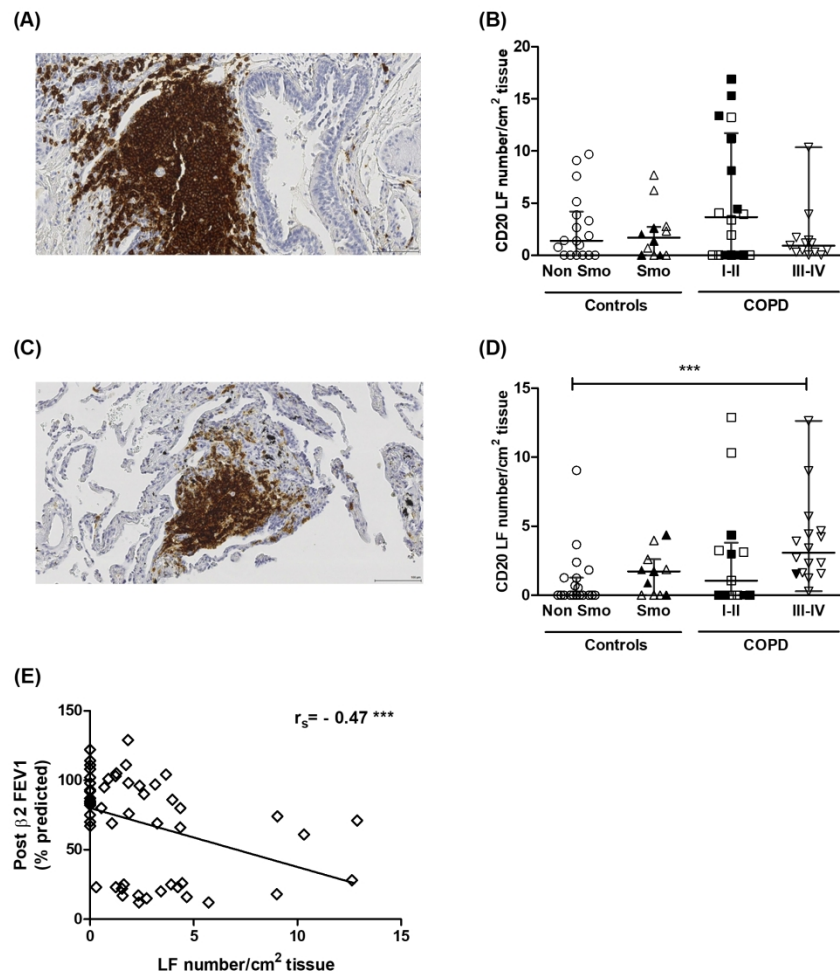 (A)
(B)
CD20 LF number/cm² tissue
20
15
10
5
0
Non Smo
Smo
I-II
III-IV
Controls
COPD
(C)
(D)
***
CD20 LF number/cm² tissue
15
10
5
0
Non Smo
Smo
I-II
III-IV
Controls
COPD
(E)
rs= - 0.47 ***
Post β2 FEV1
(% predicted)
150
100
50
0
0
5
10
15
LF number/cm² tissue